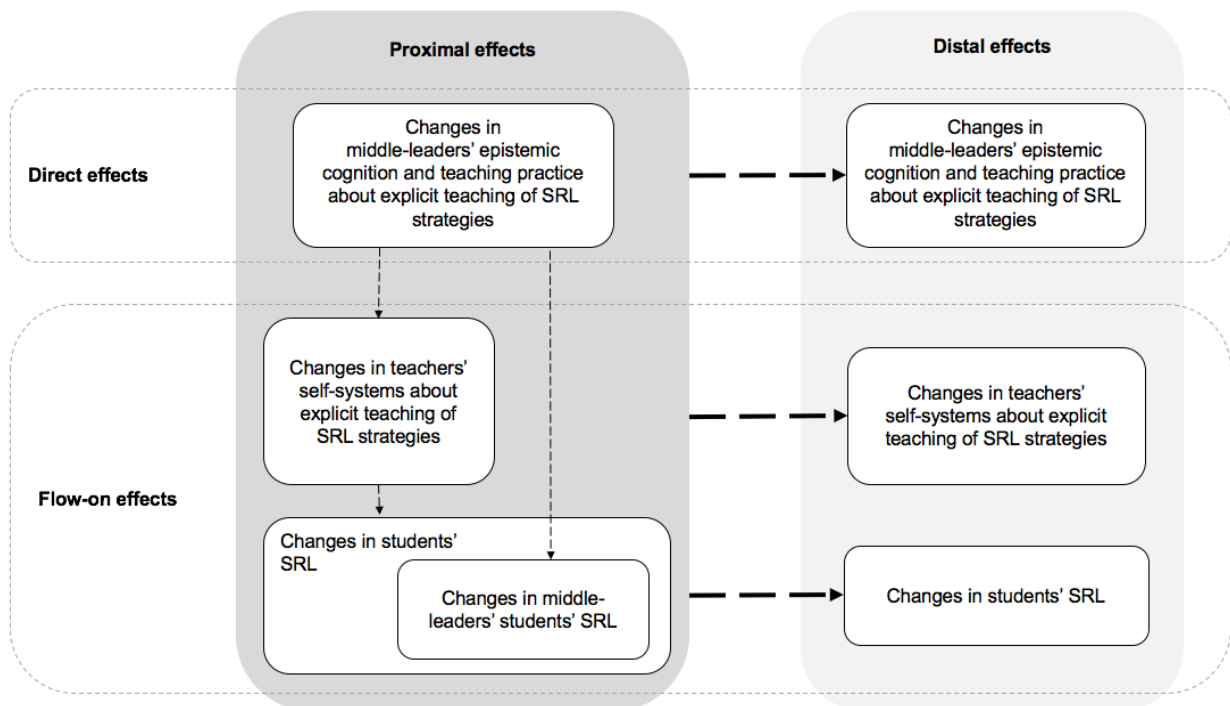 Proximal effects
Distal effects
Direct effects
Changes in
middle-leaders' epistemic
cognition and teaching practice
about explicit teaching of SRL
strategies
Changes in
middle-leaders' epistemic
cognition and teaching practice
about explicit teaching of SRL
strategies
Flow-on effects
Changes in teachers'
self-systems about
explicit teaching of
SRL strategies
Changes in teachers'
self-systems about explicit
teaching of SRL strategies
Changes in students'
SRL
Changes in middle-
leaders' students' SRL
Changes in students' SRL